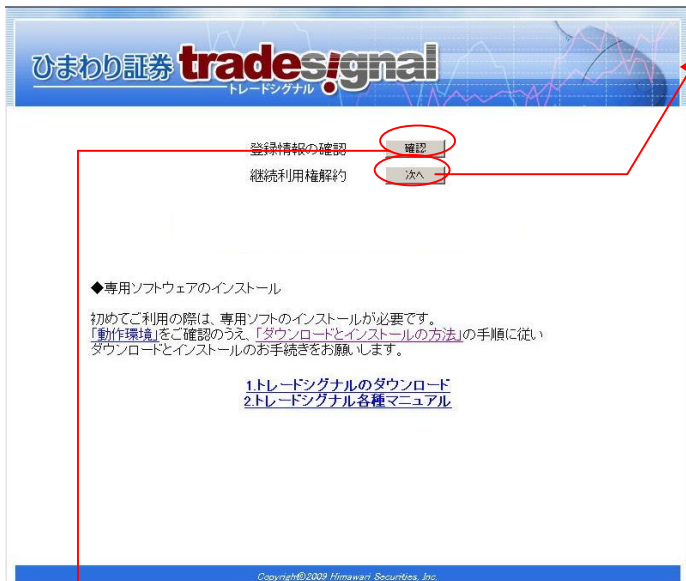 ひまわり証券 tradesignal
トレードシグナル
登録情報の確認 確認
継続利用権解約 次へ
◆専用ソフトウェアのインストール
初めてご利用の際は、専用ソフトのインストールが必要です。
「動作環境」をご確認のうえ、「ダウンロードとインストールの方法」の手順に従い
ダウンロードとインストールのお手続きをお願いします。
1.トレードシグナルのダウンロード
2.トレードシグナル各種マニュアル
Copyright©2009 Himawari Securities, Inc.